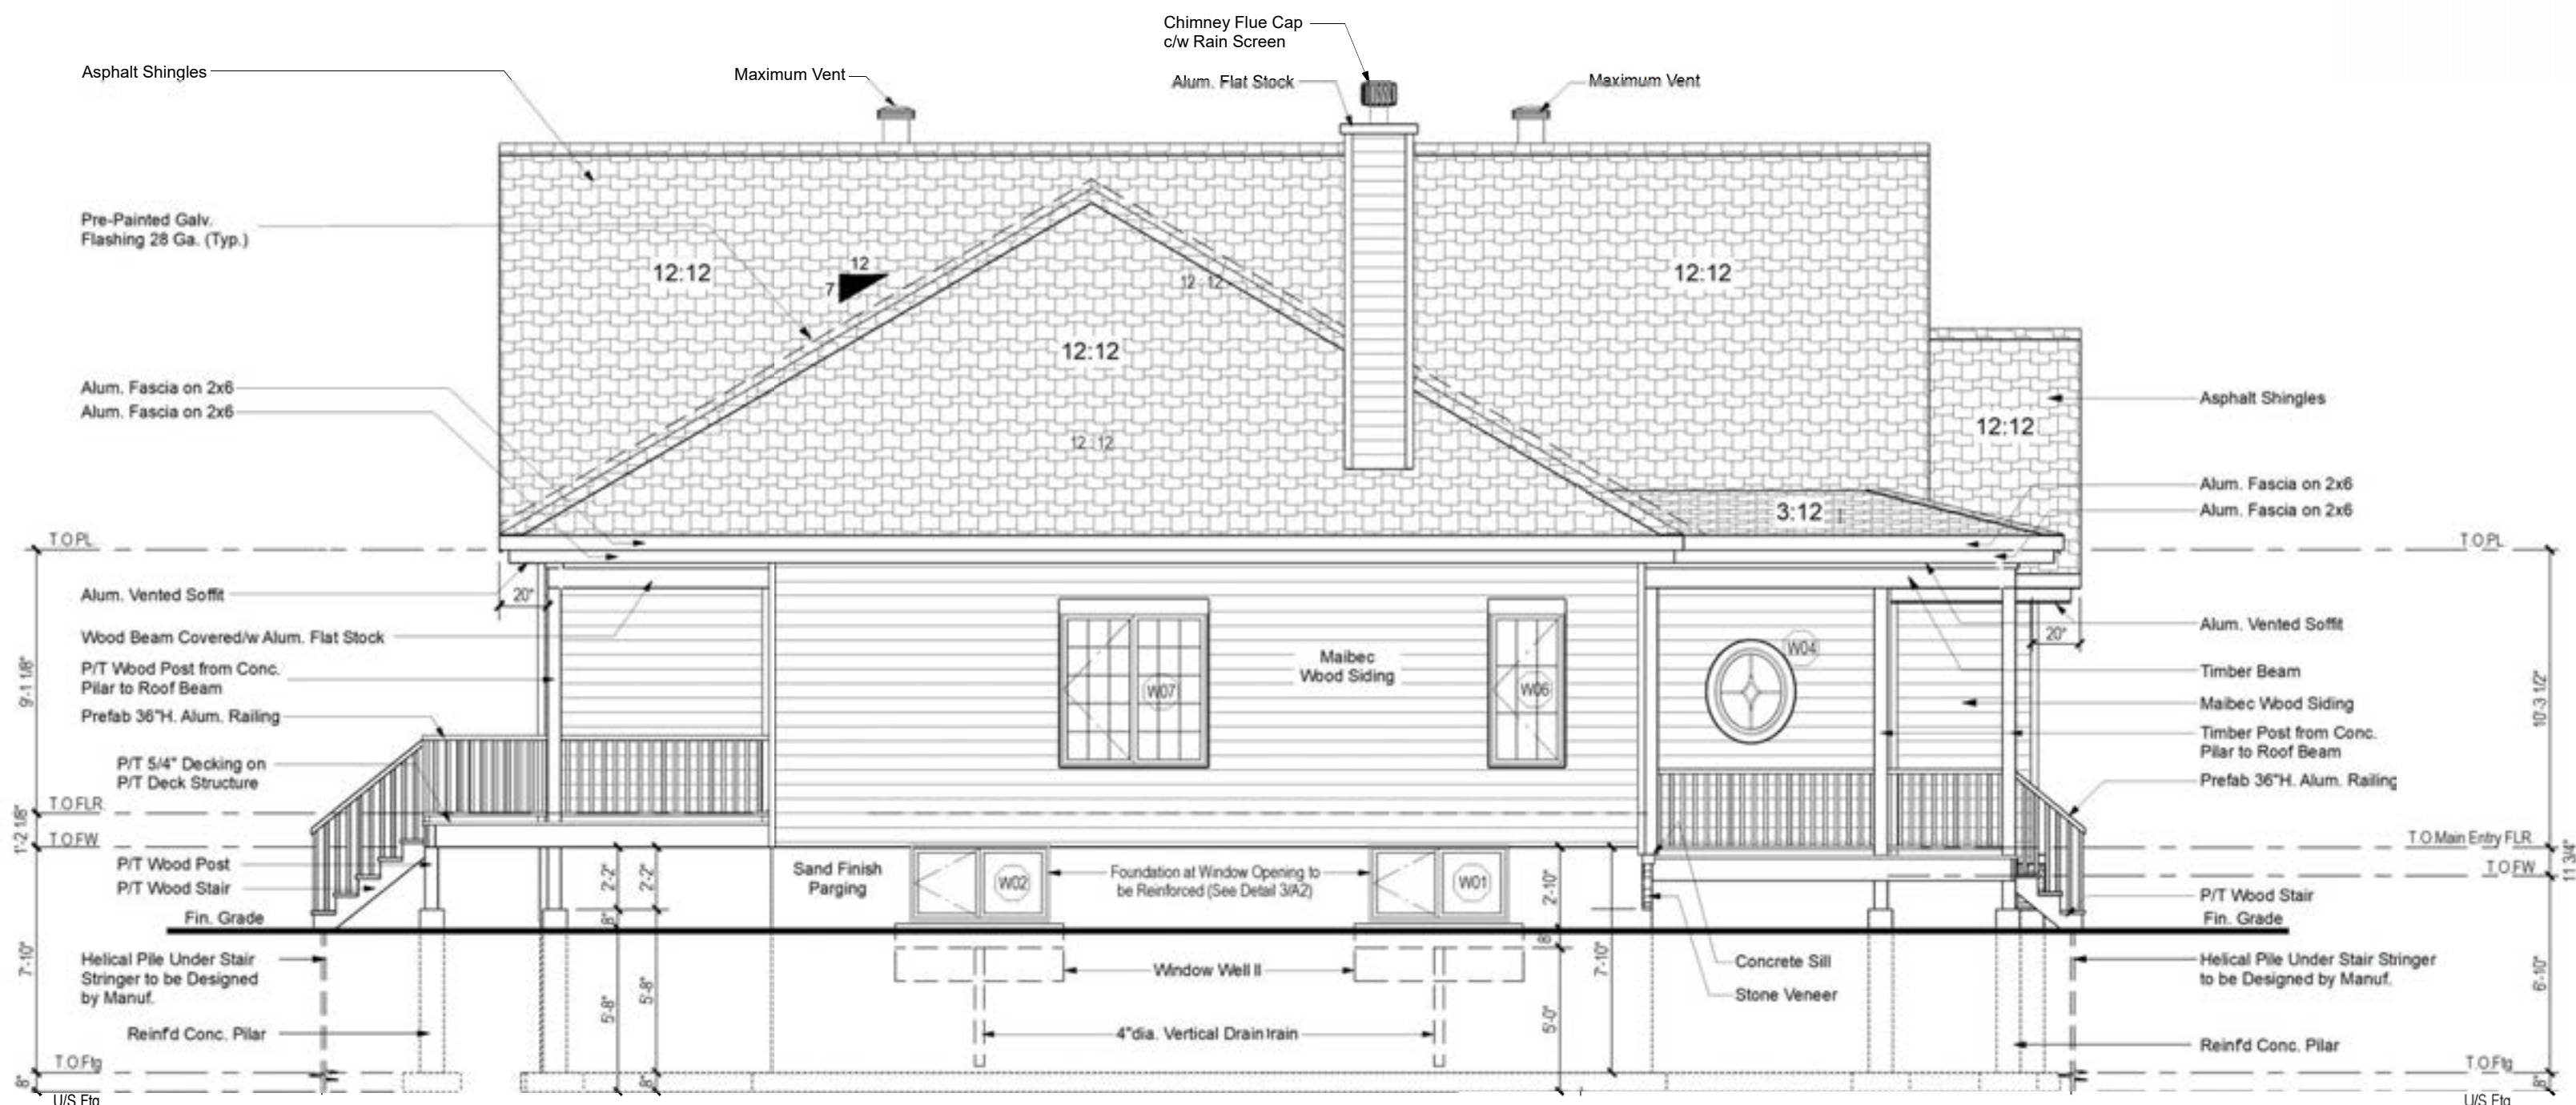 Chimney Flue Cap
c/w Rain Screen
Asphalt Shingles
Maximum Vent
Alum. Flat Stock
Maximum Vent
Pre-Painted Galv.
Flashing 28 Ga. (Typ.)
12:12
12
7
12:12
12:12
12:12
12:12
Alum. Fascia on 2x6
Alum. Fascia on 2x6
Asphalt Shingles
12:12
Alum. Fascia on 2x6
Alum. Fascia on 2x6
3:12
T.O.PL.
T.O.PL.
Alum. Vented Soffit
20"
Wood Beam Covered/w Alum. Flat Stock
P/T Wood Post from Conc.
Pilar to Roof Beam
Prefab 36"H. Alum. Railing
P/T 5/4" Decking on
P/T Deck Structure
9'-1 1/8"
W07
Maibec
Wood Siding
W06
W04
20"
Alum. Vented Soffit
Timber Beam
Maibec Wood Siding
Timber Post from Conc.
Pilar to Roof Beam
Prefab 36"H. Alum. Railing
10'-3 1/2"
T.O.FLR.
1'-2 1/8"
T.O.FW
T.O.Main Entry FLR.
T.O.FW
11 3/4"
P/T Wood Post
P/T Wood Stair
Fin. Grade
2'-2"
2'-2"
8"
Sand Finish
Parging
W02
Foundation at Window Opening to
be Reinforced (See Detail 3/A2)
W01
2'-10"
8"
P/T Wood Stair
Fin. Grade
7'-10"
Helical Pile Under Stair
Stringer to be Designed
by Manuf.
Reinf'd Conc. Pilar
5'-8"
5'-8"
Window Well
4"dia. Vertical Drain
5'-0"
7'-10"
Concrete Sill
Stone Veneer
Helical Pile Under Stair Stringer
to be Designed by Manuf.
Reinf'd Conc. Pilar
6'-10"
T.O.Ftg
8"
U/S Ftg
8"
T.O.Ftg
8"
U/S Ftg